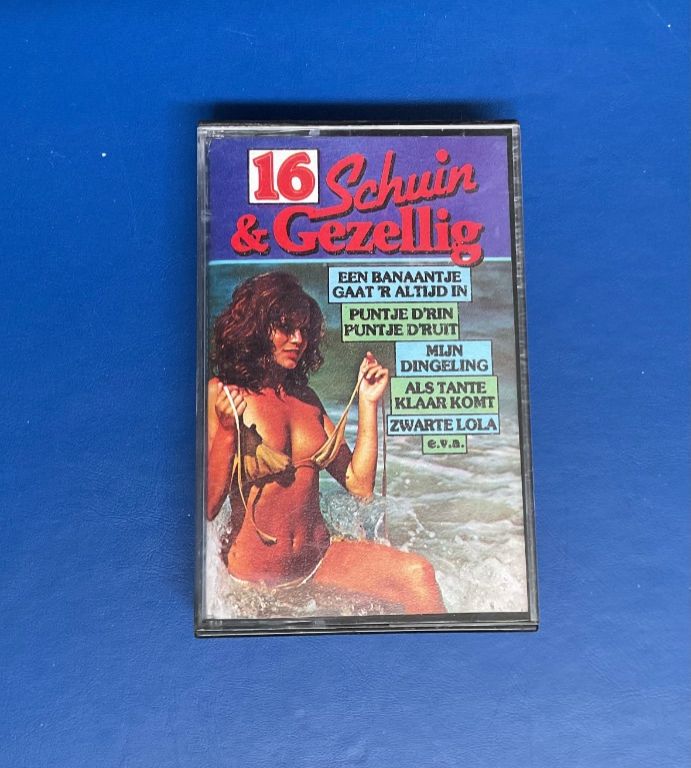 16 Schuin
& Gezellig
EEN BANAANTJE
GAAT 'R ALTIJD IN
PUNTJE D'RIN
PUNTJE D'RUIT
MIJN
DINGELING
ALS TANTE
KLAAR KOMT
ZWARTE LOLA
e.v.a.